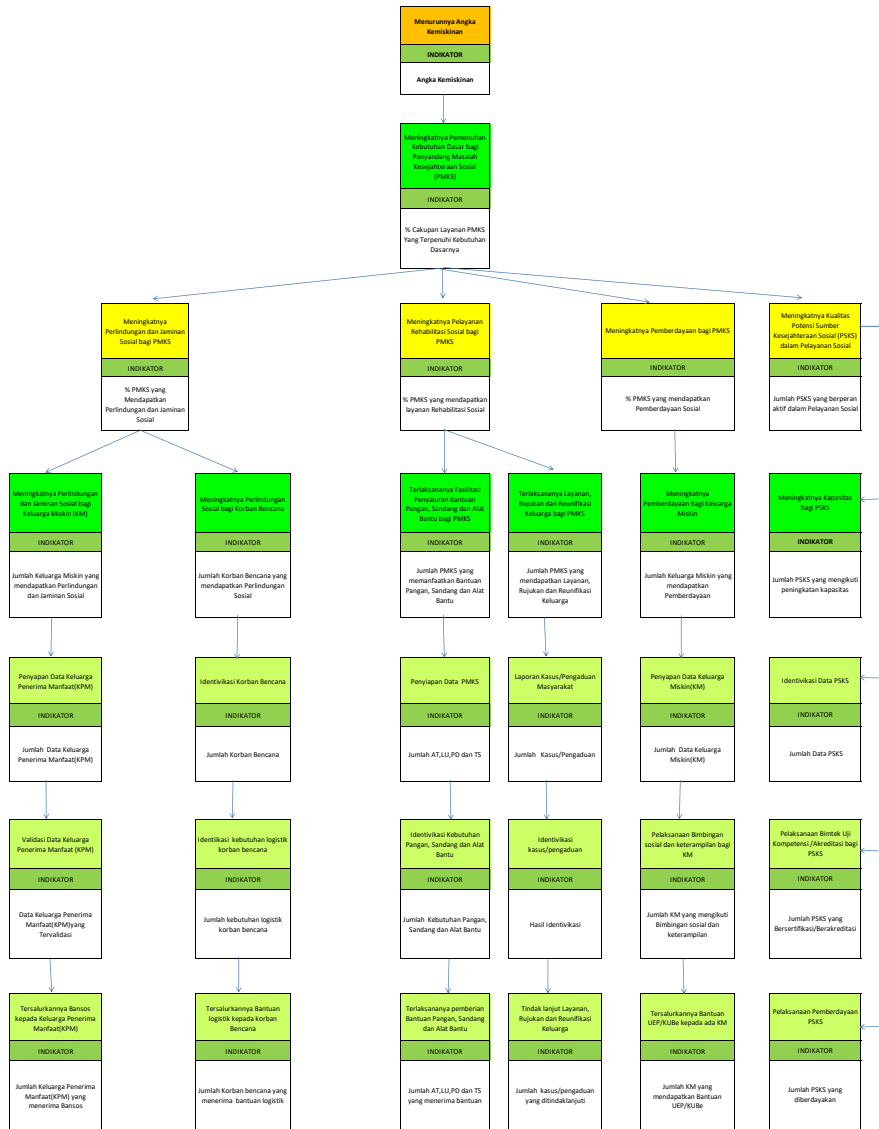 Menurunnya Angka
Kemiskinan
INDIKATOR
Angka Kemiskinan
Meningkatnya Pemenuhan
Kebutuhan Dasar bagi
Penyandang Masalah
Kesejahteraan Sosial
(PMKS)
INDIKATOR
% Cakupan Layanan PMKS
Yang Terpenuhi Kebutuhan
Dasarnya
Meningkatnya
Perlindungan dan Jaminan
Sosial bagi PMKS
INDIKATOR
% PMKS yang
Mendapatkan
Perlindungan dan Jaminan
Sosial
Meningkatnya Pelayanan
Rehabilitasi Sosial bagi
PMKS
INDIKATOR
% PMKS yang mendapatkan
layanan Rehabilitasi Sosial
Meningkatnya Pemberdayaan bagi PMKS
INDIKATOR
% PMKS yang mendapatkan
Pemberdayaan Sosial
Meningkatnya Kualitas
Potensi Sumber
Kesejahteraan Sosial (PSKS)
dalam Pelayanan Sosial
INDIKATOR
Jumlah PSKS yang berperan
aktif dalam Pelayanan Sosial
Meningkatnya Perlindungan
dan Jaminan Sosial bagi
Keluarga Miskin (KM)
INDIKATOR
Jumlah Keluarga Miskin yang
mendapatkan Perlindungan
dan Jaminan Sosial
Meningkatnya Perlindungan
Sosial bagi Korban Bencana
INDIKATOR
Jumlah Korban Bencana yang
mendapatkan Perlindungan
Sosial
Terlaksananya Fasilitasi
Penyaluran Bantuan
Pangan, Sandang dan Alat
Bantu bagi PMKS
INDIKATOR
Jumlah PMKS yang
memanfaatkan Bantuan
Pangan, Sandang dan Alat
Bantu
Terlaksananya Layanan,
Rujukan dan Reunifikasi
Keluarga bagi PMKS
INDIKATOR
Jumlah PMKS yang
mendapatkan Layanan,
Rujukan dan Reunifikasi
Keluarga
Meningkatnya
Pemberdayaan bagi Keluarga
Miskin
INDIKATOR
Jumlah Keluarga Miskin yang
mendapatkan
Pemberdayaan
Meningkatnya Kapasitas
bagi PSKS
INDIKATOR
Jumlah PSKS yang mengikuti
peningkatan kapasitas
Penyapan Data Keluarga
Penerima Manfaat(KPM)
INDIKATOR
Jumlah Data Keluarga
Penerima Manfaat(KPM)
Identivikasi Korban Bencana
INDIKATOR
Jumlah Korban Bencana
Penyiapan Data PMKS
INDIKATOR
Jumlah AT,LU,PD dan TS
Laporan Kasus/Pengaduan
Masyarakat
INDIKATOR
Jumlah Kasus/Pengaduan
Penyapan Data Keluarga
Miskin(KM)
INDIKATOR
Jumlah Data Keluarga
Miskin(KM)
Identivikasi Data PSKS
INDIKATOR
Jumlah Data PSKS
Validasi Data Keluarga
Penerima Manfaat (KPM)
INDIKATOR
Data Keluarga Penerima
Manfaat(KPM)yang
Tervalidasi
Identiikasi kebutuhan logistik
korban bencana
INDIKATOR
Jumlah kebutuhan logistik
korban bencana
Identivikasi Kebutuhan
Pangan, Sandang dan Alat
Bantu
INDIKATOR
Jumlah Kebutuhan Pangan,
Sandang dan Alat Bantu
Identivikasi
kasus/pengaduan
INDIKATOR
Hasil Identivikasi
Pelaksanaan Bimbingan
sosial dan keterampilan bagi
KM
INDIKATOR
Jumlah KM yang mengikuti
Bimbingan sosial dan
keterampilan
Pelaksanaan Bimtek Uji
Kompetensi /Akreditasi bagi
PSKS
INDIKATOR
Jumlah PSKS yang
Bersertifikasi/Berakreditasi
Tersalurkannya Bansos
kepada Keluarga Penerima
Manfaat(KPM)
INDIKATOR
Jumlah Keluarga Penerima
Manfaat(KPM) yang
menerima Bansos
Tersalurkannya Bantuan
logistik kepada korban
Bencana
INDIKATOR
Jumlah Korban bencana yang
menerima bantuan logistik
Terlaksananya pemberian
Bantuan Pangan, Sandang
dan Alat Bantu
INDIKATOR
Jumlah AT,LU,PD dan TS
yang menerima bantuan
Tindak lanjut Layanan,
Rujukan dan Reunifikasi
Keluarga
INDIKATOR
Jumlah kasus/pengaduan
yang ditindaklanjuti
Tersalurkannya Bantuan
UEP/KUBe kepada ada KM
INDIKATOR
Jumlah KM yang
mendapatkan Bantuan
UEP/KUBe
Pelaksanaan Pemberdayaan
PSKS
INDIKATOR
Jumlah PSKS yang
diberdayakan